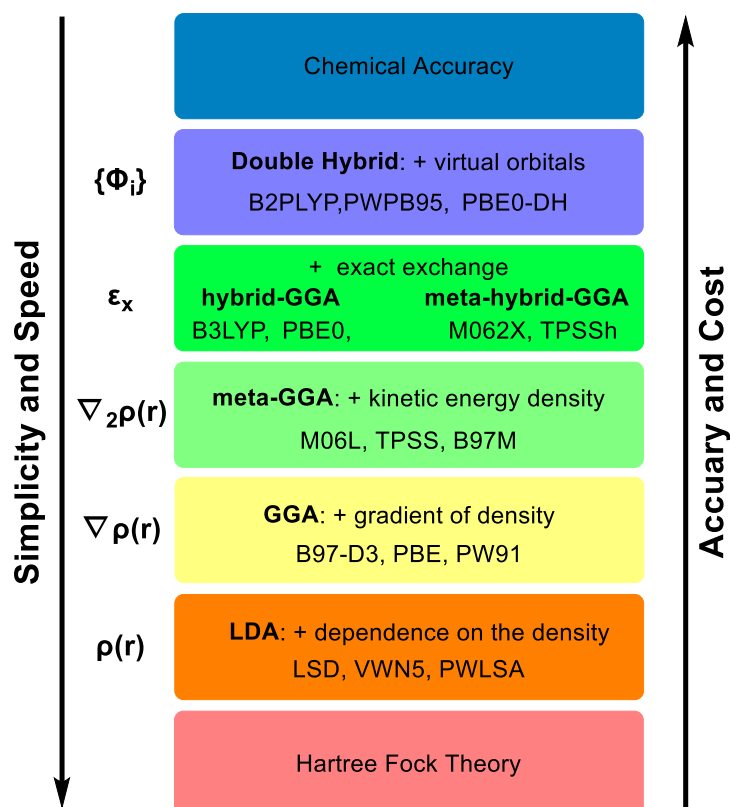 Chemical Accuracy
{Φᵢ}
Double Hybrid: + virtual orbitals
B2PLYP,PWPB95, PBE0-DH
εₓ
+ exact exchange
hybrid-GGA meta-hybrid-GGA
B3LYP, PBE0, M062X, TPSSh
▽₂ρ(r)
meta-GGA: + kinetic energy density
M06L, TPSS, B97M
▽ρ(r)
GGA: + gradient of density
B97-D3, PBE, PW91
ρ(r)
LDA: + dependence on the density
LSD, VWN5, PWLSA
Hartree Fock Theory
Simplicity and Speed
Accuary and Cost